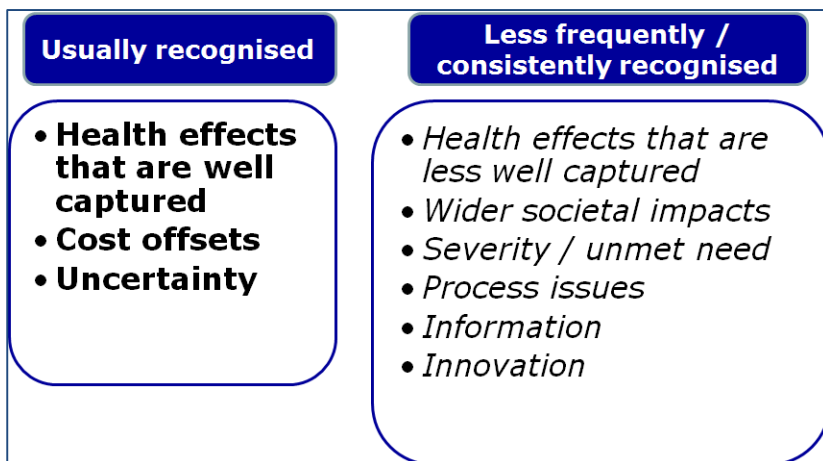 Usually recognised
Less frequently /
consistently recognised
• Health effects
that are well
captured
• Cost offsets
• Uncertainty
• Health effects that are
less well captured
• Wider societal impacts
• Severity / unmet need
• Process issues
• Information
• Innovation